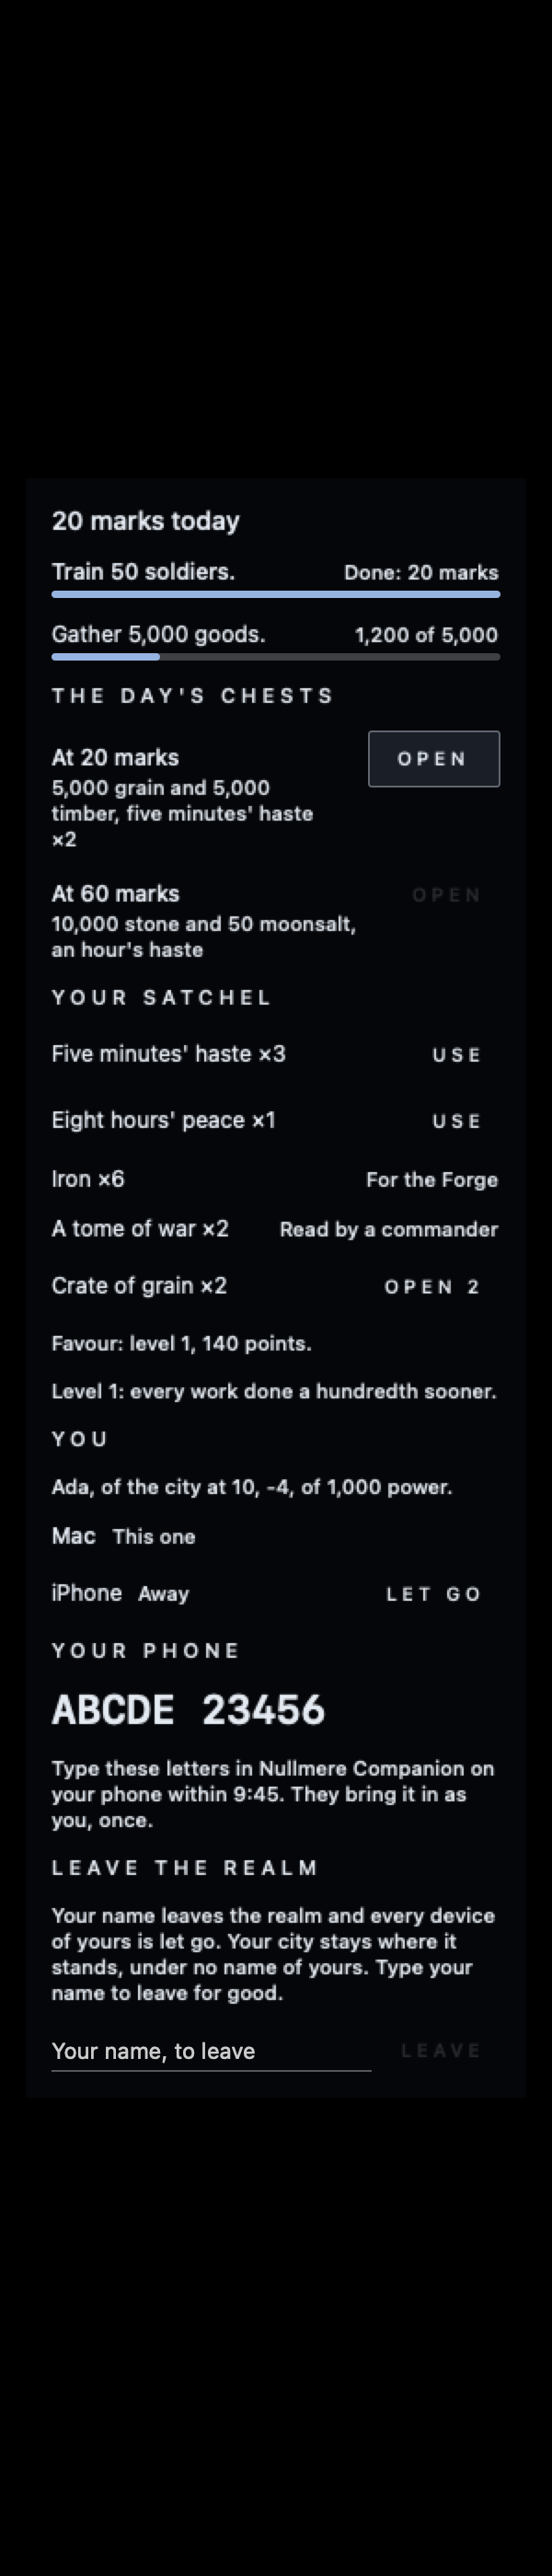 20 marks today
Train 50 soldiers. Done: 20 marks
Gather 5,000 goods. 1,200 of 5,000
THE DAY'S CHESTS
At 20 marks OPEN
5,000 grain and 5,000
timber, five minutes' haste
×2
At 60 marks OPEN
10,000 stone and 50 moonsalt,
an hour's haste
YOUR SATCHEL
Five minutes' haste ×3 USE
Eight hours' peace ×1 USE
Iron ×6 For the Forge
A tome of war ×2 Read by a commander
Crate of grain ×2 OPEN 2
Favour: level 1, 140 points.
Level 1: every work done a hundredth sooner.
YOU
Ada, of the city at 10, -4, of 1,000 power.
Mac This one
iPhone Away LET GO
YOUR PHONE
ABCDE 23456
Type these letters in Nullmere Companion on
your phone within 9:45. They bring it in as
you, once.
LEAVE THE REALM
Your name leaves the realm and every device
of yours is let go. Your city stays where it
stands, under no name of yours. Type your
name to leave for good.
Your name, to leave LEAVE